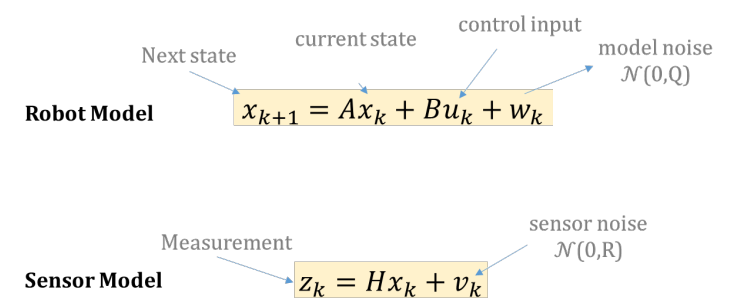 control input
current state
Next state
model noise
𝒩(0,Q)
Robot Model
x_{k+1} = Ax_k + Bu_k + w_k
sensor noise
𝒩(0,R)
Measurement
Sensor Model
z_k = Hx_k + v_k